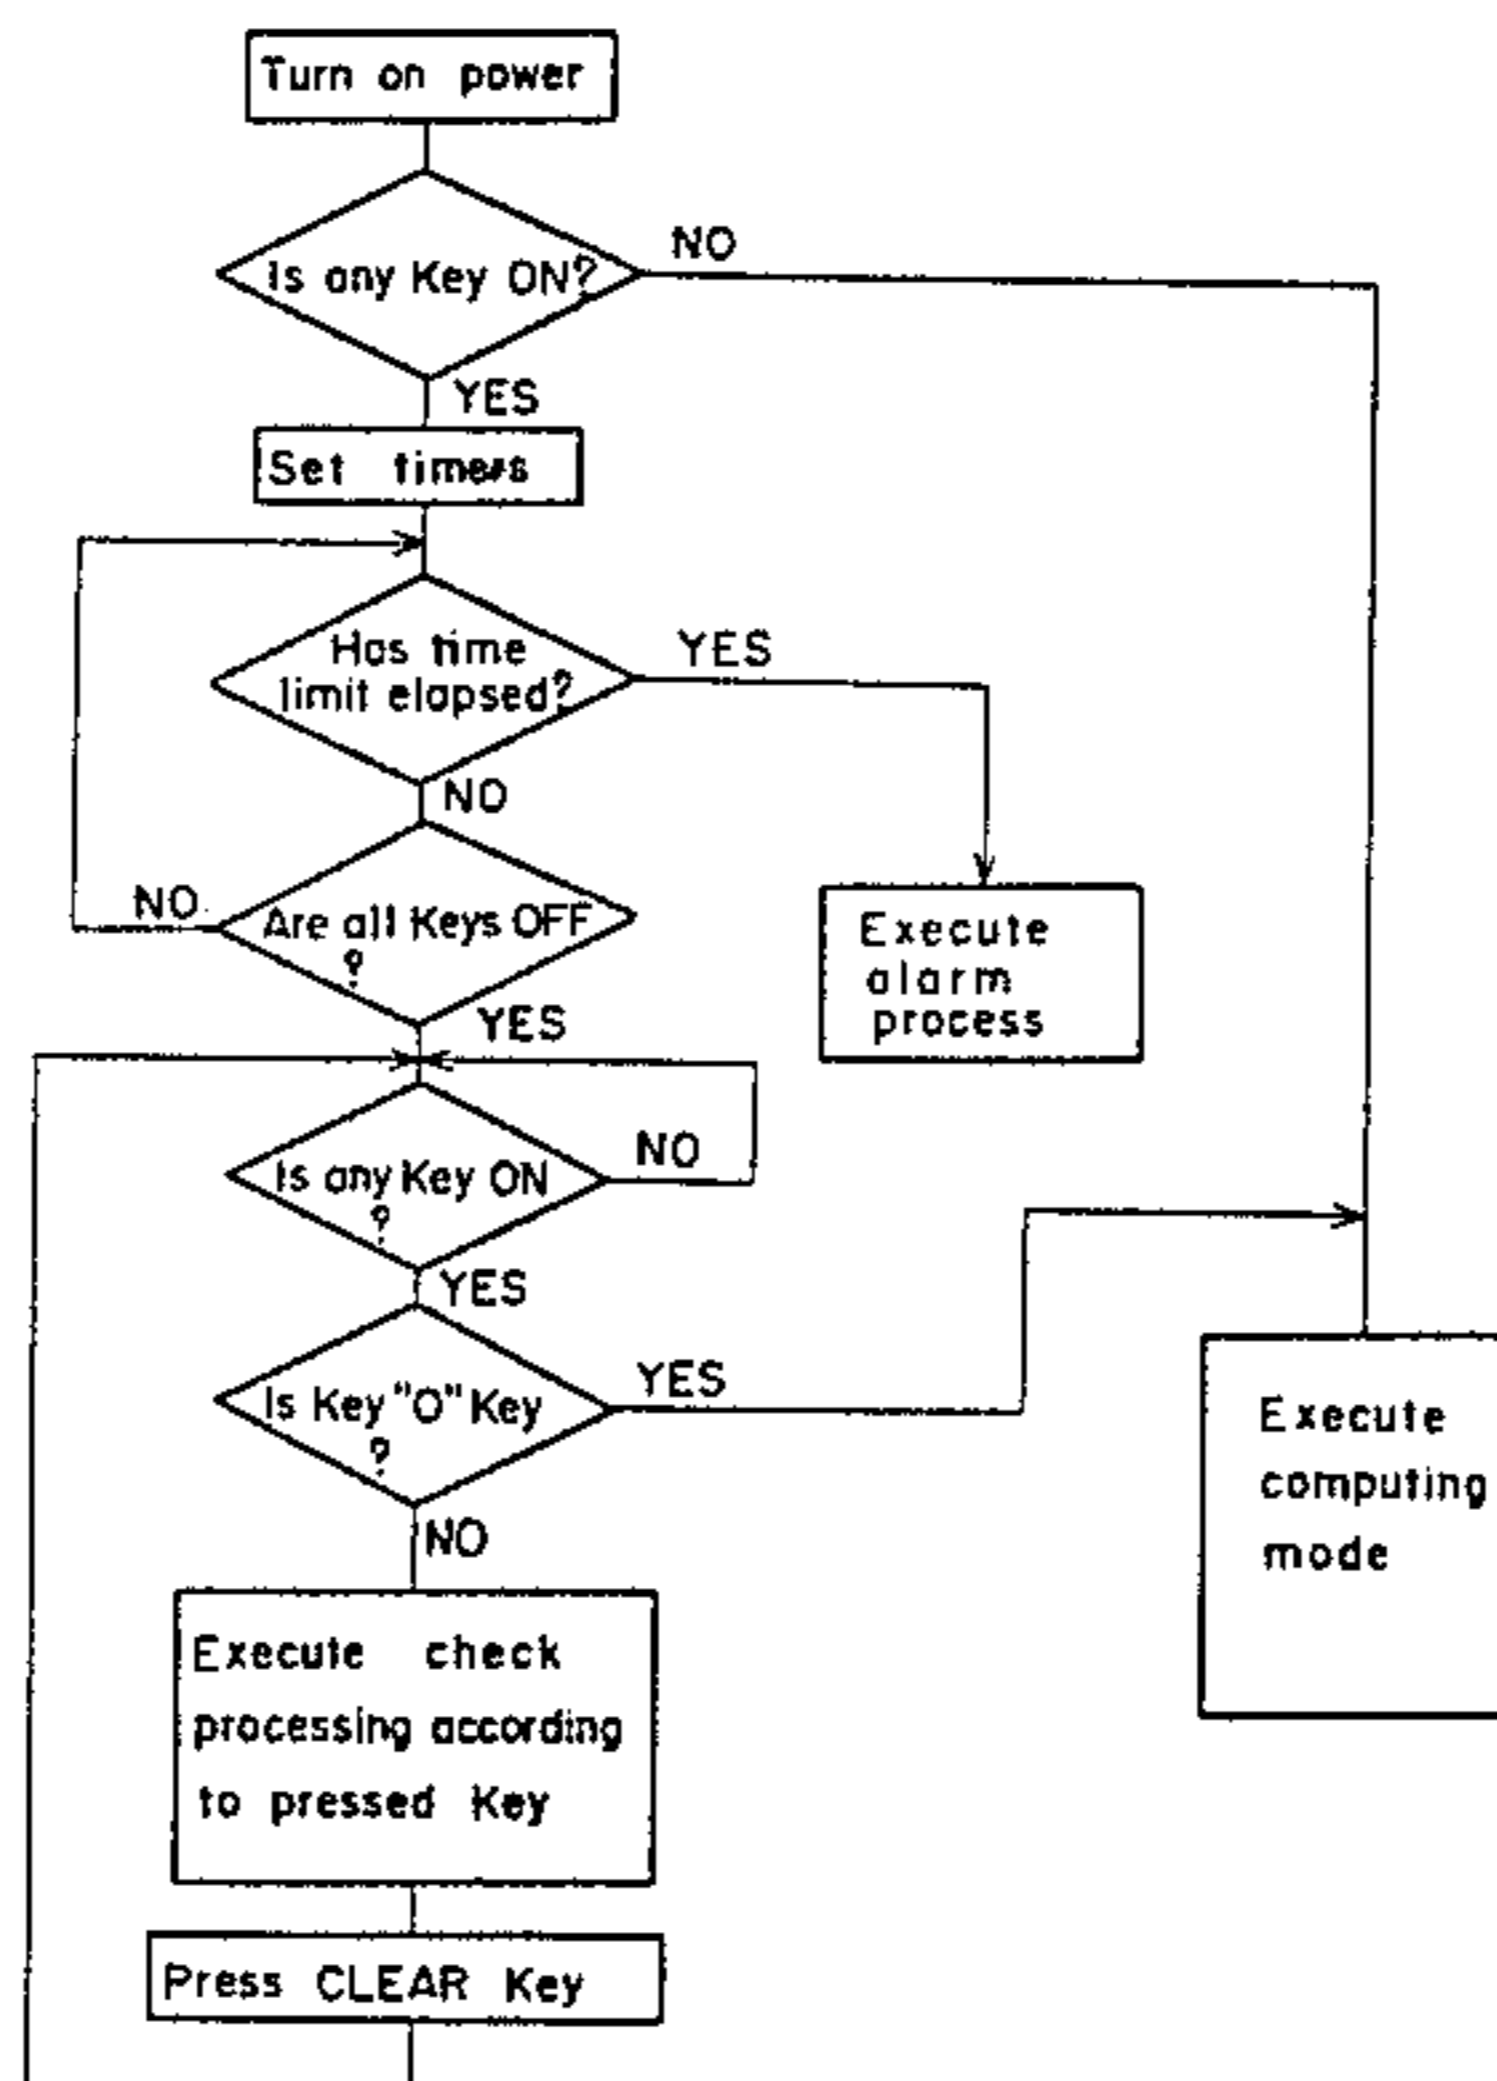 Turn on power
Is any Key ON?
NO
YES
Set timers
Has time
limit elapsed?
YES
NO
Are all Keys OFF
?
NO
YES
Execute
alarm
process
Is any Key ON
?
NO
YES
Is Key "O" Key
?
YES
NO
Execute
computing
mode
Execute check
processing according
to pressed Key
Press CLEAR Key